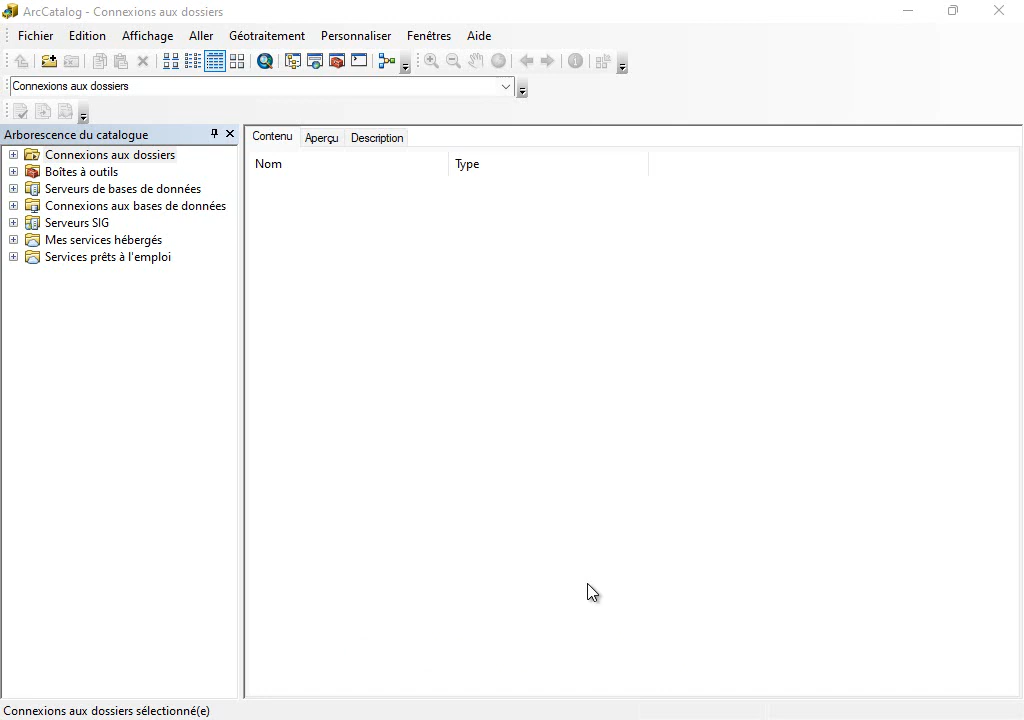 ArcCatalog - Connexions aux dossiers
Fichier Edition Affichage Aller Géotraitement Personnaliser Fenêtres Aide
Connexions aux dossiers
Arborescence du catalogue
Connexions aux dossiers
Boîtes à outils
Serveurs de bases de données
Connexions aux bases de données
Serveurs SIG
Mes services hébergés
Services prêts à l'emploi
Contenu Aperçu Description
Nom Type
Connexions aux dossiers sélectionné(e)